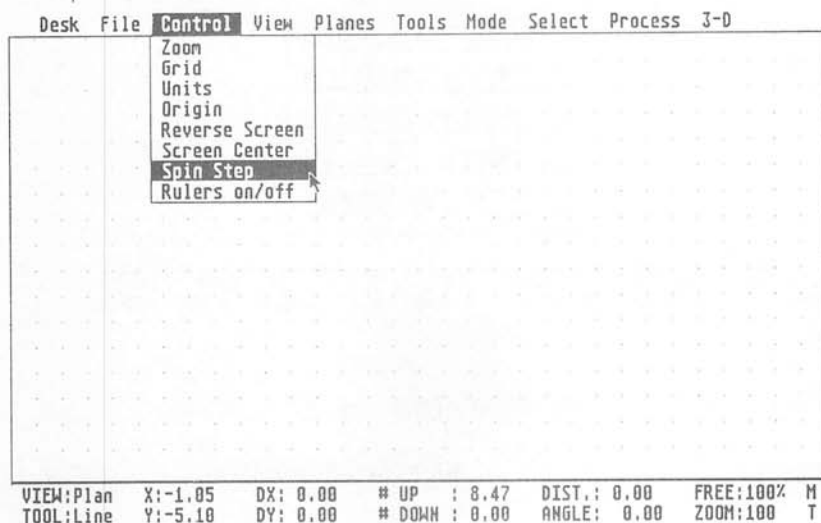 Desk File Control View Planes Tools Mode Select Process 3-D
Zoom
Grid
Units
Origin
Reverse Screen
Screen Center
Spin Step
Rulers on/off
VIEW:Plan X:-1.05 DX: 0.00 # UP : 8.47 DIST.: 0.00 FREE:100% M
TOOL:Line Y:-5.10 DY: 0.00 # DOWN : 0.00 ANGLE: 0.00 ZOOM:100 T